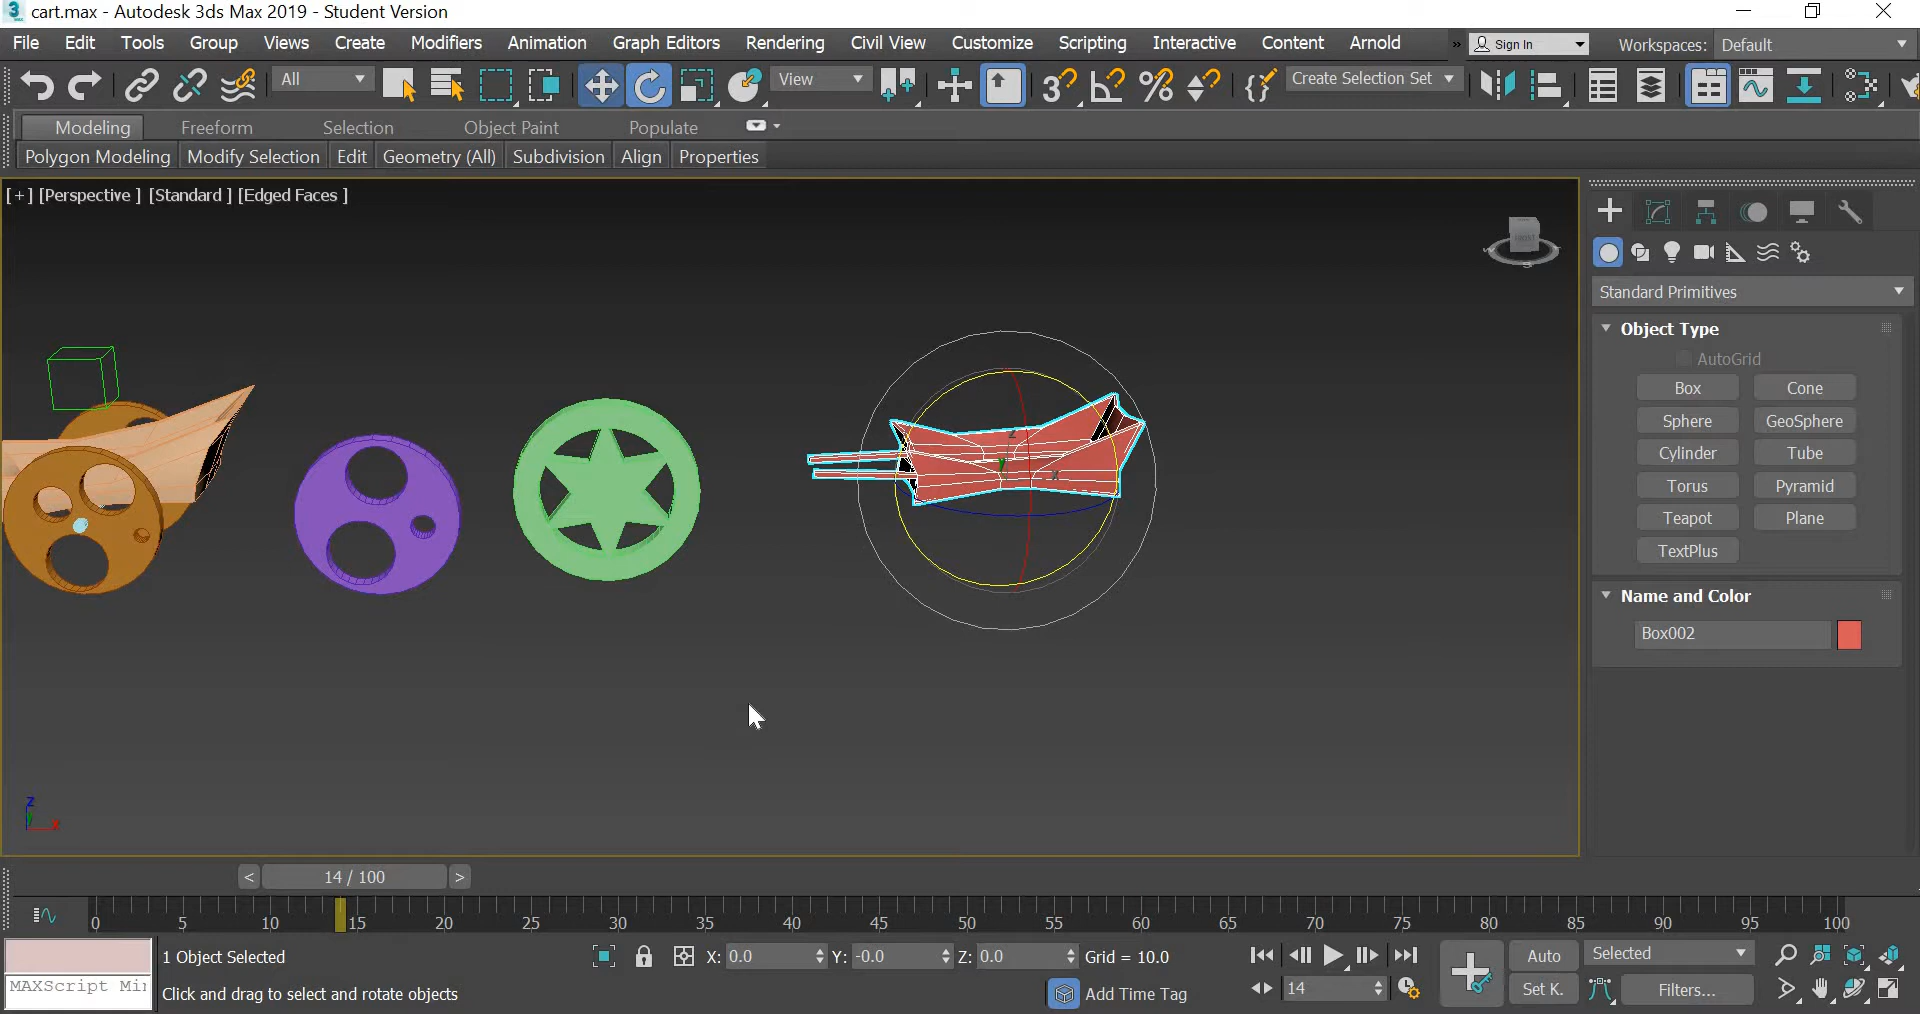 cart.max - Autodesk 3ds Max 2019 - Student Version
File Edit Tools Group Views Create Modifiers Animation Graph Editors Rendering Civil View Customize Scripting Interactive Content Arnold » Sign In Workspaces: Default
All View 3 Create Selection Set
Modeling Freeform Selection Object Paint Populate
Polygon Modeling Modify Selection Edit Geometry (All) Subdivision Align Properties
[+] [Perspective ] [Standard ] [Edged Faces ]
Standard Primitives
Object Type
AutoGrid
Box Cone
Sphere GeoSphere
Cylinder Tube
Torus Pyramid
Teapot Plane
TextPlus
Name and Color
Box002
z
x
z
x
< 14 / 100 >
0 5 10 15 20 25 30 35 40 45 50 55 60 65 70 75 80 85 90 95 100
1 Object Selected X: 0.0 Y: -0.0 Z: 0.0 Grid = 10.0 Auto Selected
MAXScript Mi Click and drag to select and rotate objects Add Time Tag 14 Set K. Filters...